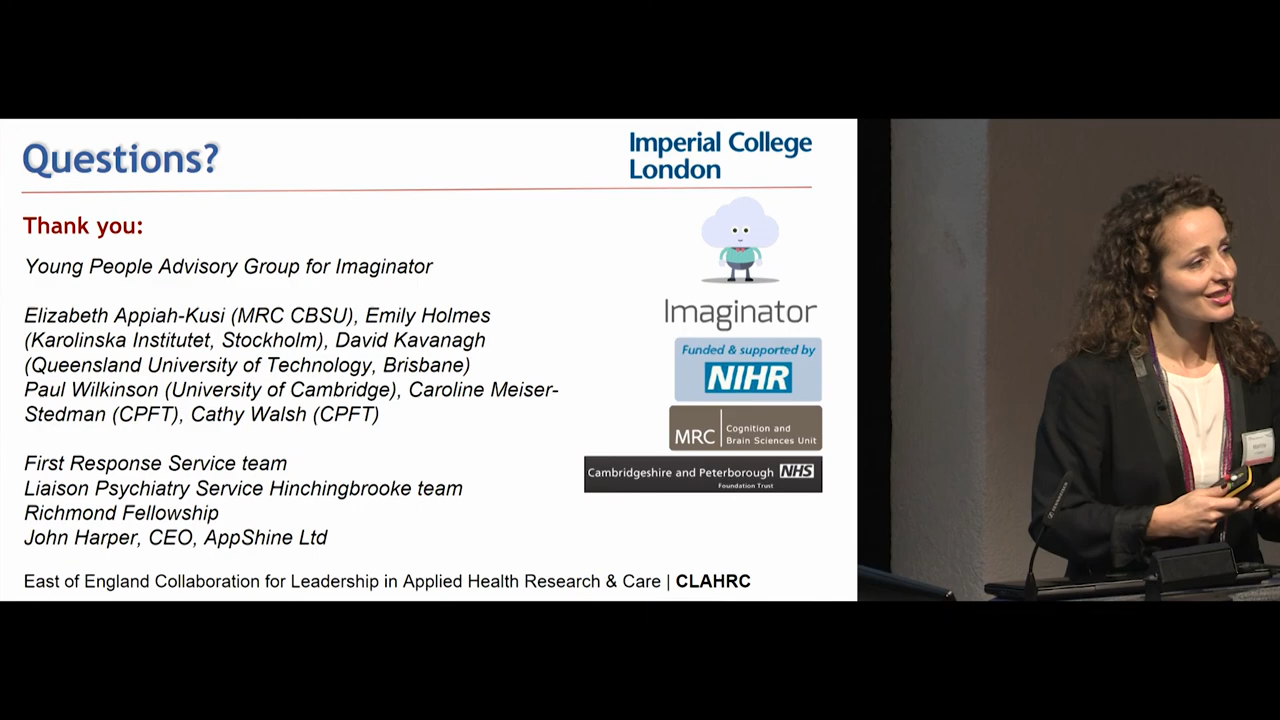 Questions?
Imperial College
London
Thank you:
Young People Advisory Group for Imaginator
Elizabeth Appiah-Kusi (MRC CBSU), Emily Holmes
(Karolinska Institutet, Stockholm), David Kavanagh
(Queensland University of Technology, Brisbane)
Paul Wilkinson (University of Cambridge), Caroline Meiser-
Stedman (CPFT), Cathy Walsh (CPFT)
First Response Service team
Liaison Psychiatry Service Hinchingbrooke team
Richmond Fellowship
John Harper, CEO, AppShine Ltd
East of England Collaboration for Leadership in Applied Health Research & Care | CLAHRC
Imaginator
Funded & supported by
NIHR
MRC
Cognition and
Brain Sciences Unit
Cambridgeshire and Peterborough NHS
Foundation Trust